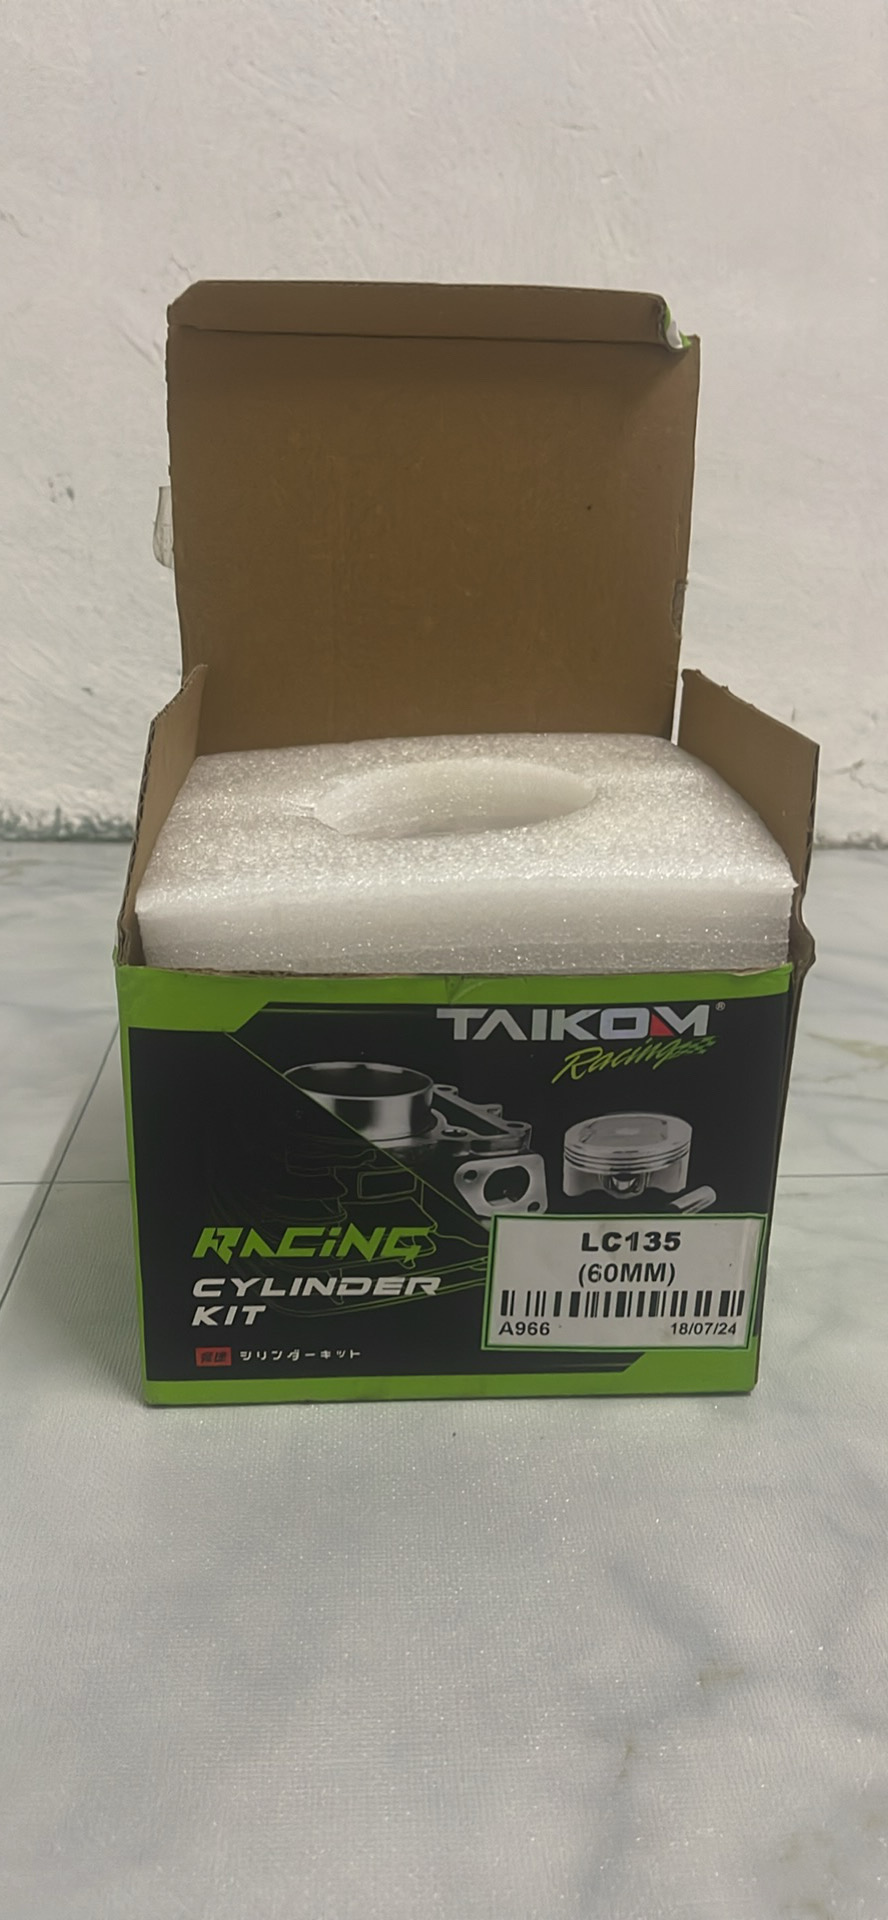 TAIKOM®
Racing
RACING
CYLINDER
KIT
シリンダーキット
LC135
(60MM)
A966 18/07/24